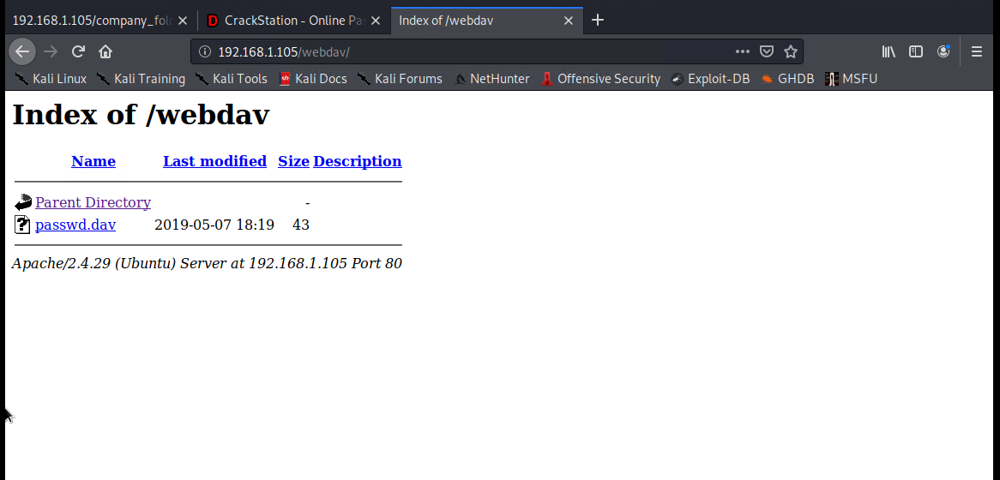 192.168.1.105/company_fol
CrackStation - Online Pa
Index of /webdav
192.168.1.105/webdav/
Kali Linux Kali Training Kali Tools Kali Docs Kali Forums NetHunter Offensive Security Exploit-DB GHDB MSFU
Index of /webdav
Name Last modified Size Description
Parent Directory -
passwd.dav 2019-05-07 18:19 43
Apache/2.4.29 (Ubuntu) Server at 192.168.1.105 Port 80